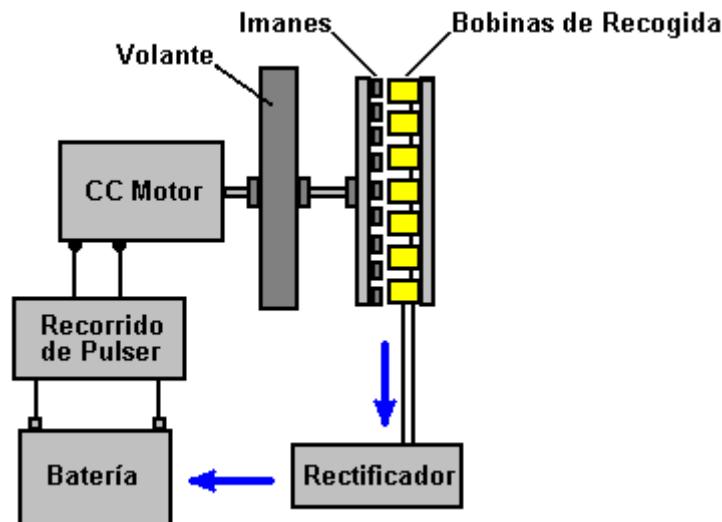 Imanes
Bobinas de Recogida
Volante
CC Motor
Recorrido
de Pulser
Batería
Rectificador